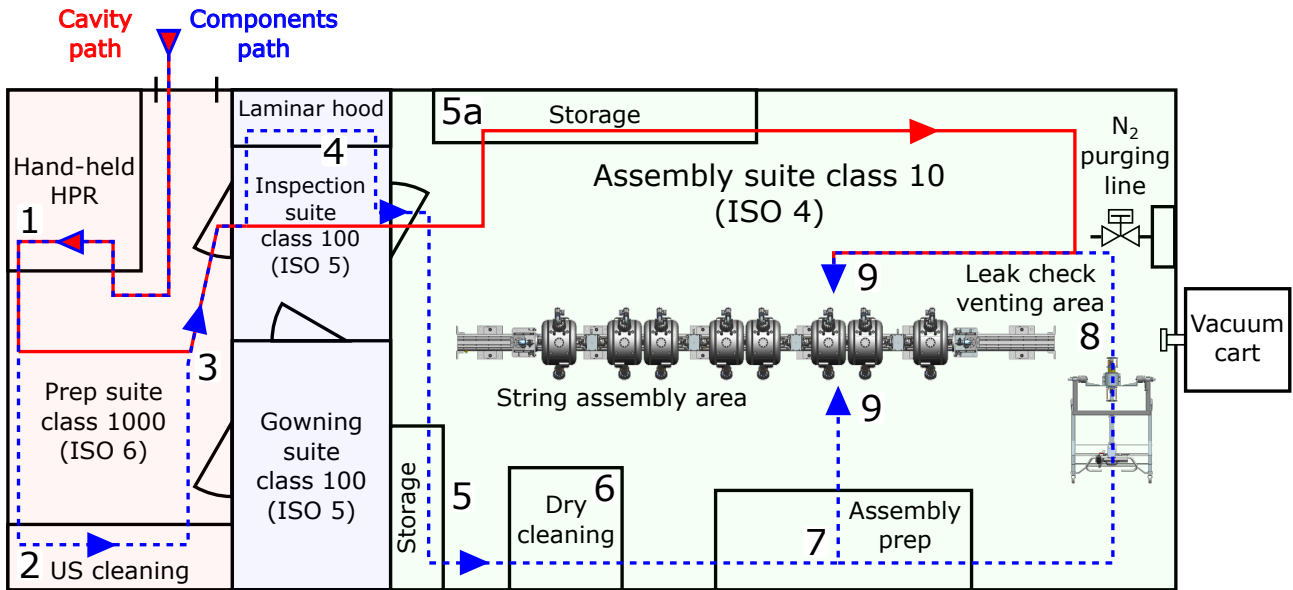 Cavity
path
Components
path
Hand-held
HPR
1
Laminar hood
4
Inspection
suite
class 100
(ISO 5)
5a
Storage
Assembly suite class 10
(ISO 4)
N₂
purging
line
9
Leak check
venting area
8
Vacuum
cart
3
Prep suite
class 1000
(ISO 6)
Gowning
suite
class 100
(ISO 5)
String assembly area
9
Storage
5
Dry
cleaning
6
7
Assembly
prep
2
US cleaning